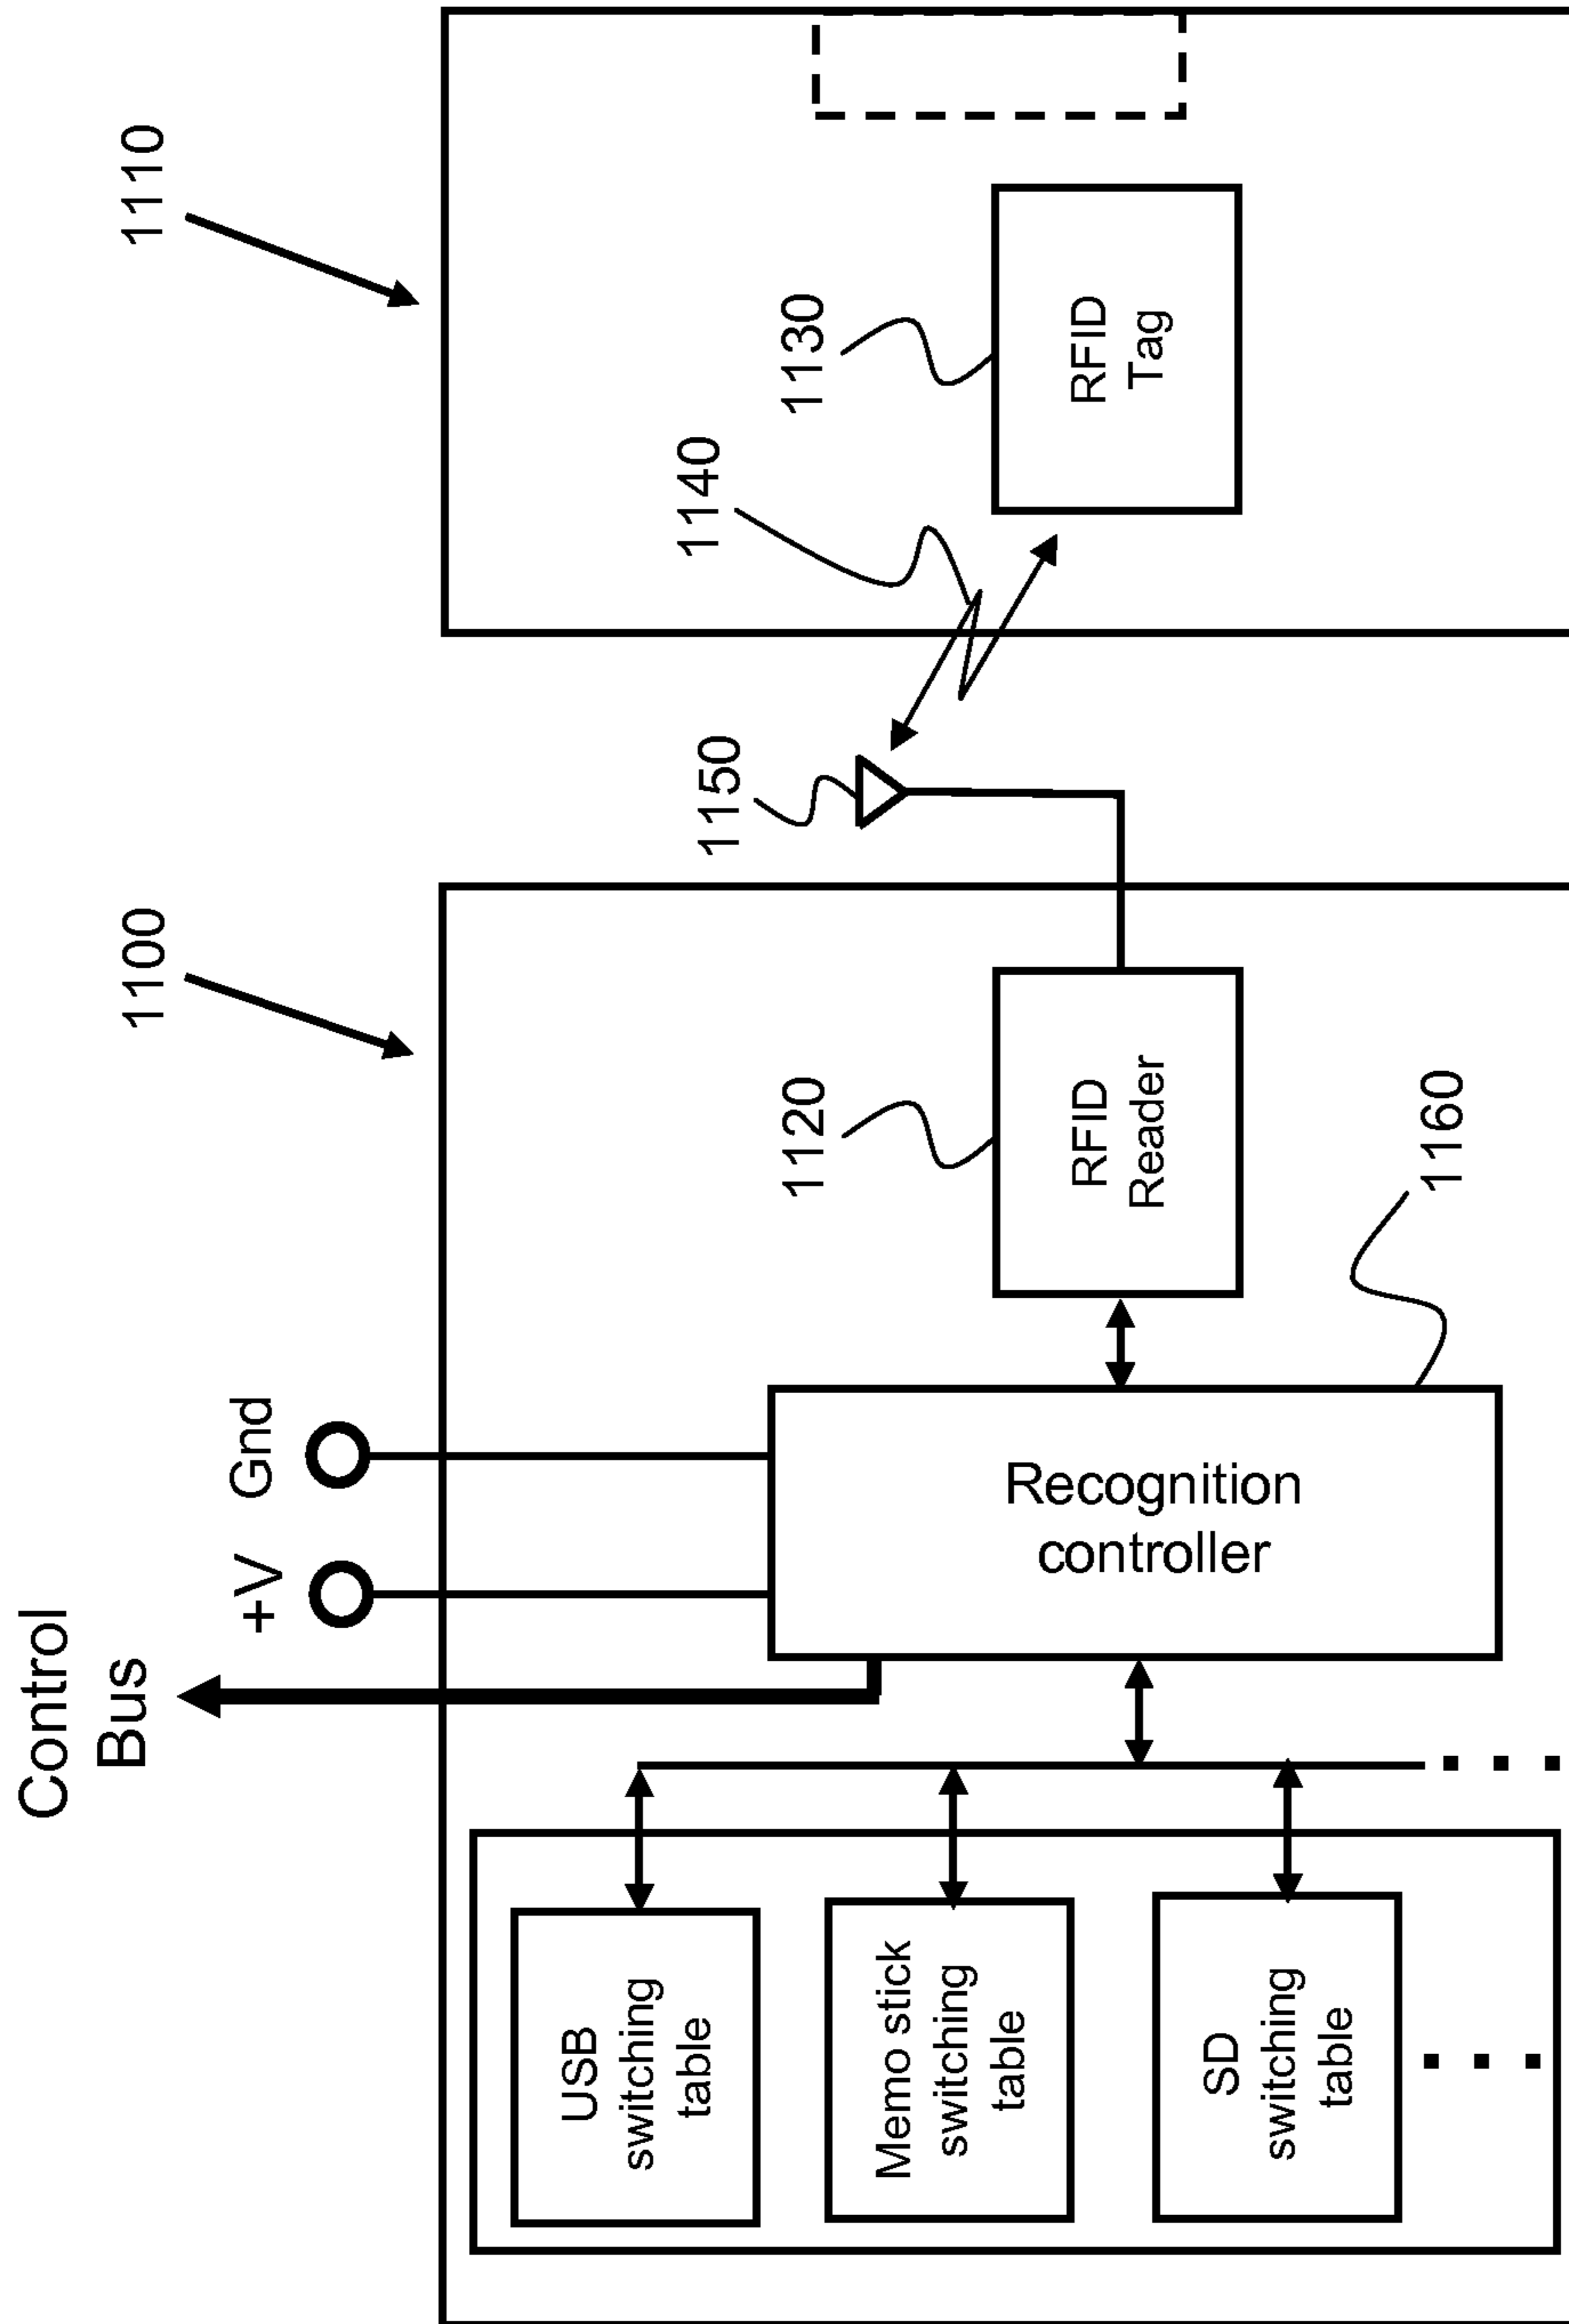 Control
Bus
+V
Gnd
1100
1110
1150
1140
1130
1120
1160
USB
switching
table
Memo stick
switching
table
SD
switching
table
Recognition
controller
RFID
Reader
RFID
Tag